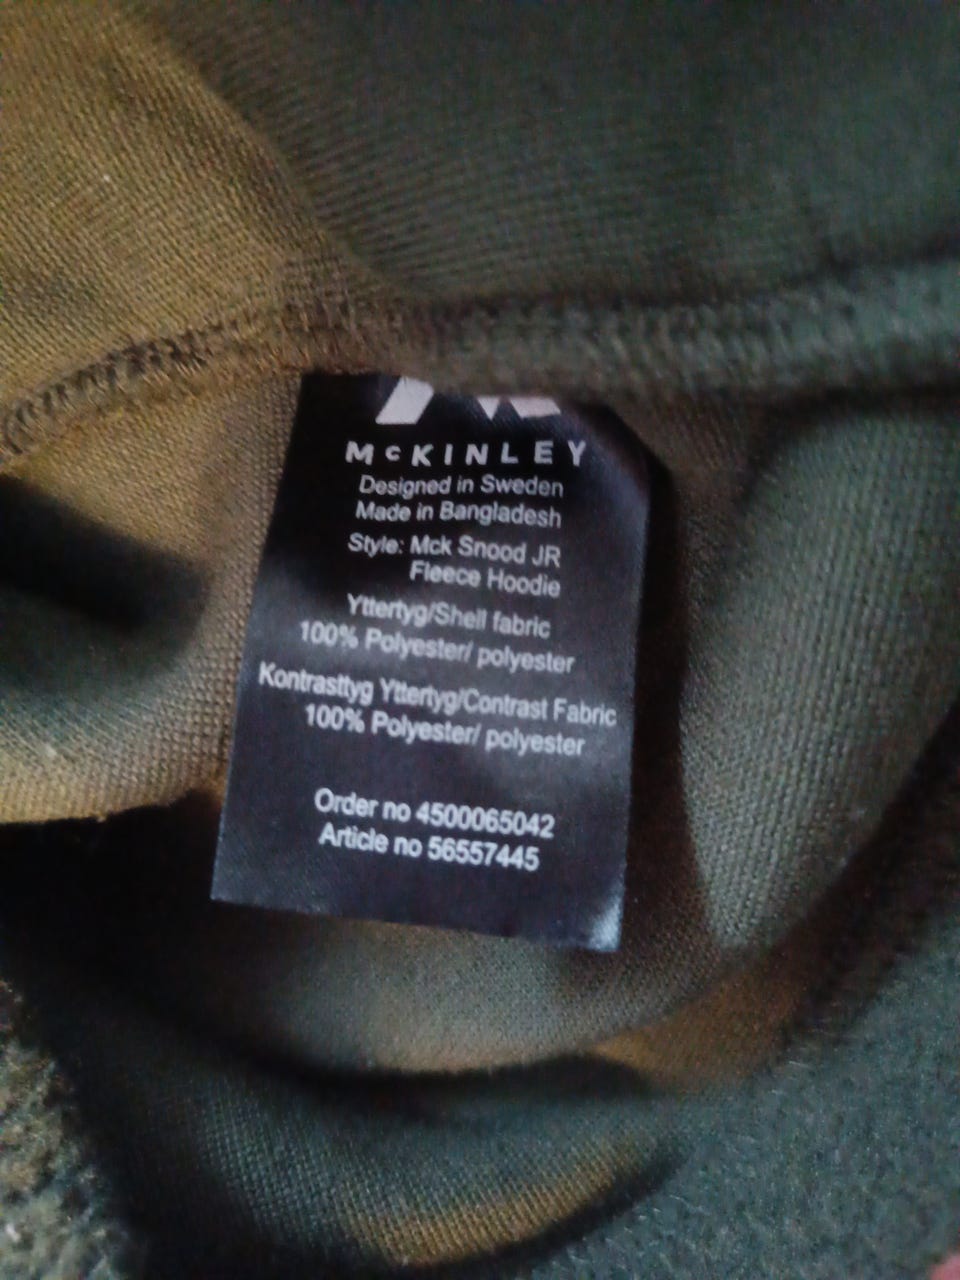 McKINLEY
Designed in Sweden
Made in Bangladesh
Style: Mck Snood JR
Fleece Hoodie
Yttertyg/Shell fabric
100% Polyester/ polyester
Kontrasttyg Yttertyg/Contrast Fabric
100% Polyester/ polyester
Order no 4500065042
Article no 56557445